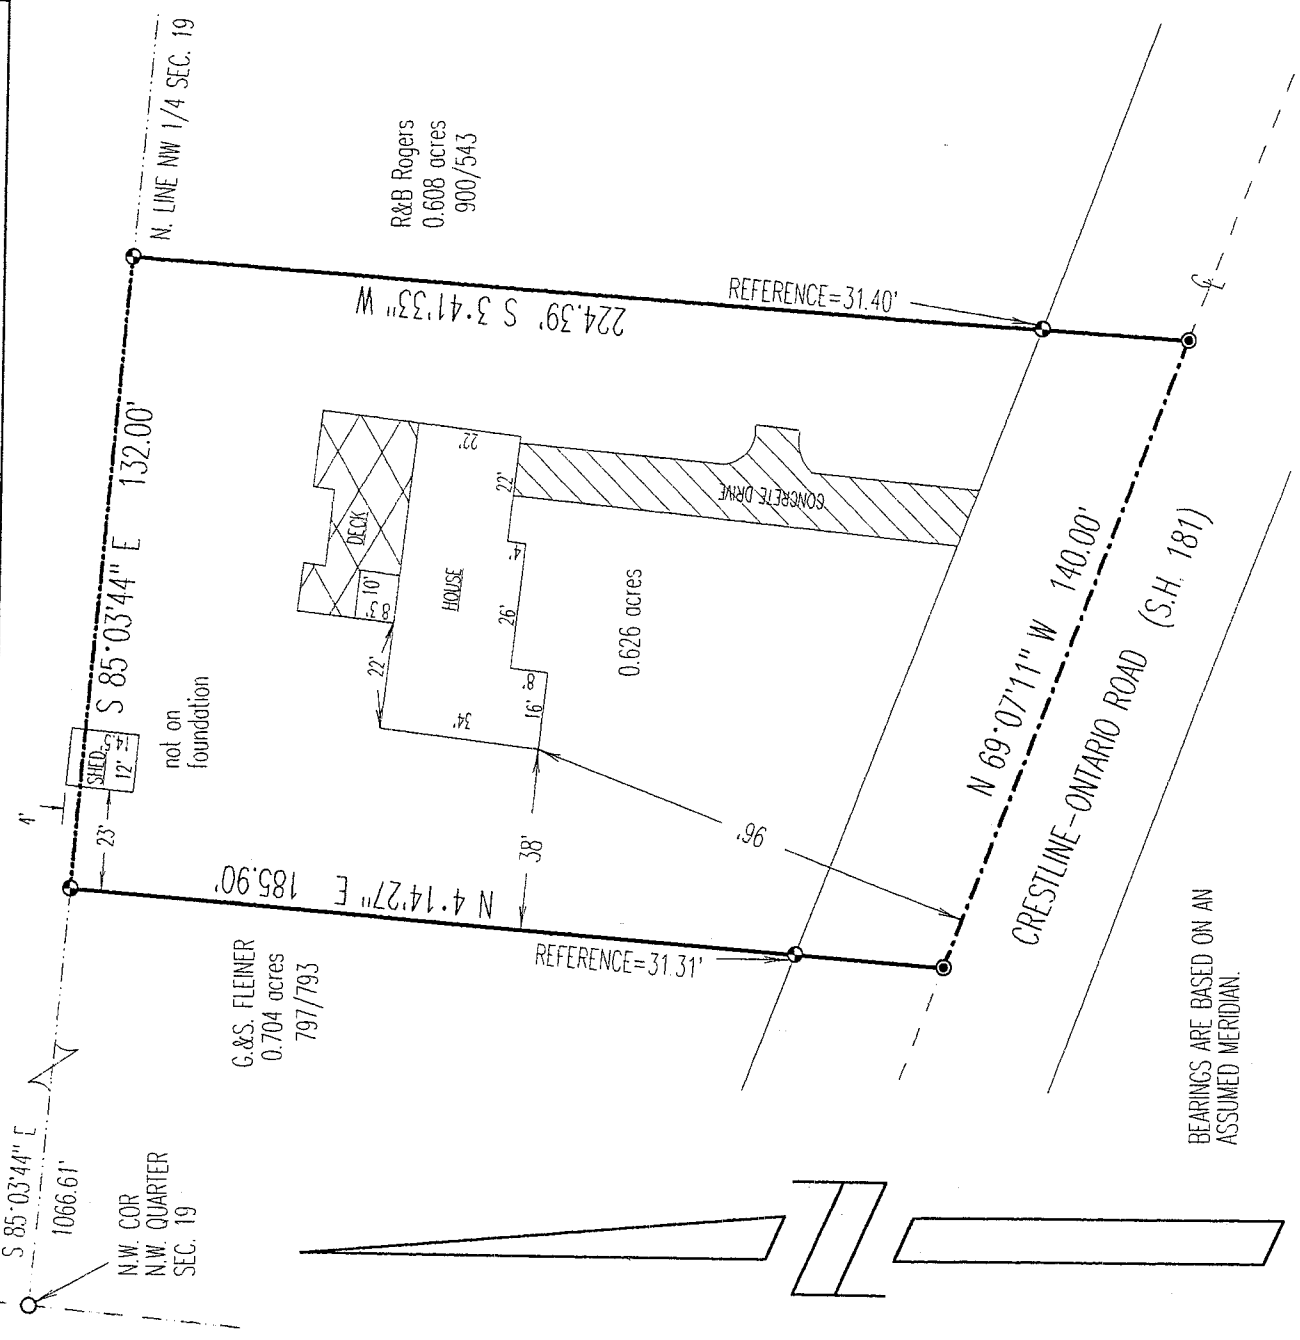 S 85°03'44" E
1066.61'
N.W. COR
N.W. QUARTER
SEC. 19
N. LINE NW 1/4 SEC. 19
S 85°03'44" E 132.00'
4'
23'
SHED
12'
14.5'
not on
foundation
R&B Rogers
0.608 acres
900/543
224.39' S 3°41'33" W
REFERENCE=31.40'
G.&S. FLEINER
0.704 acres
797/793
N 4°14'27" E 185.90'
REFERENCE=31.31'
DECK
10'
8.5'
22'
HOUSE
22'
22'
4'
26'
8'
16'
34'
38'
96'
CONCRETE DRIVE
0.626 acres
N 69°07'11" W 140.00'
CRESTLINE-ONTARIO ROAD (S.H. 181)
BEARINGS ARE BASED ON AN
ASSUMED MERIDIAN.
N